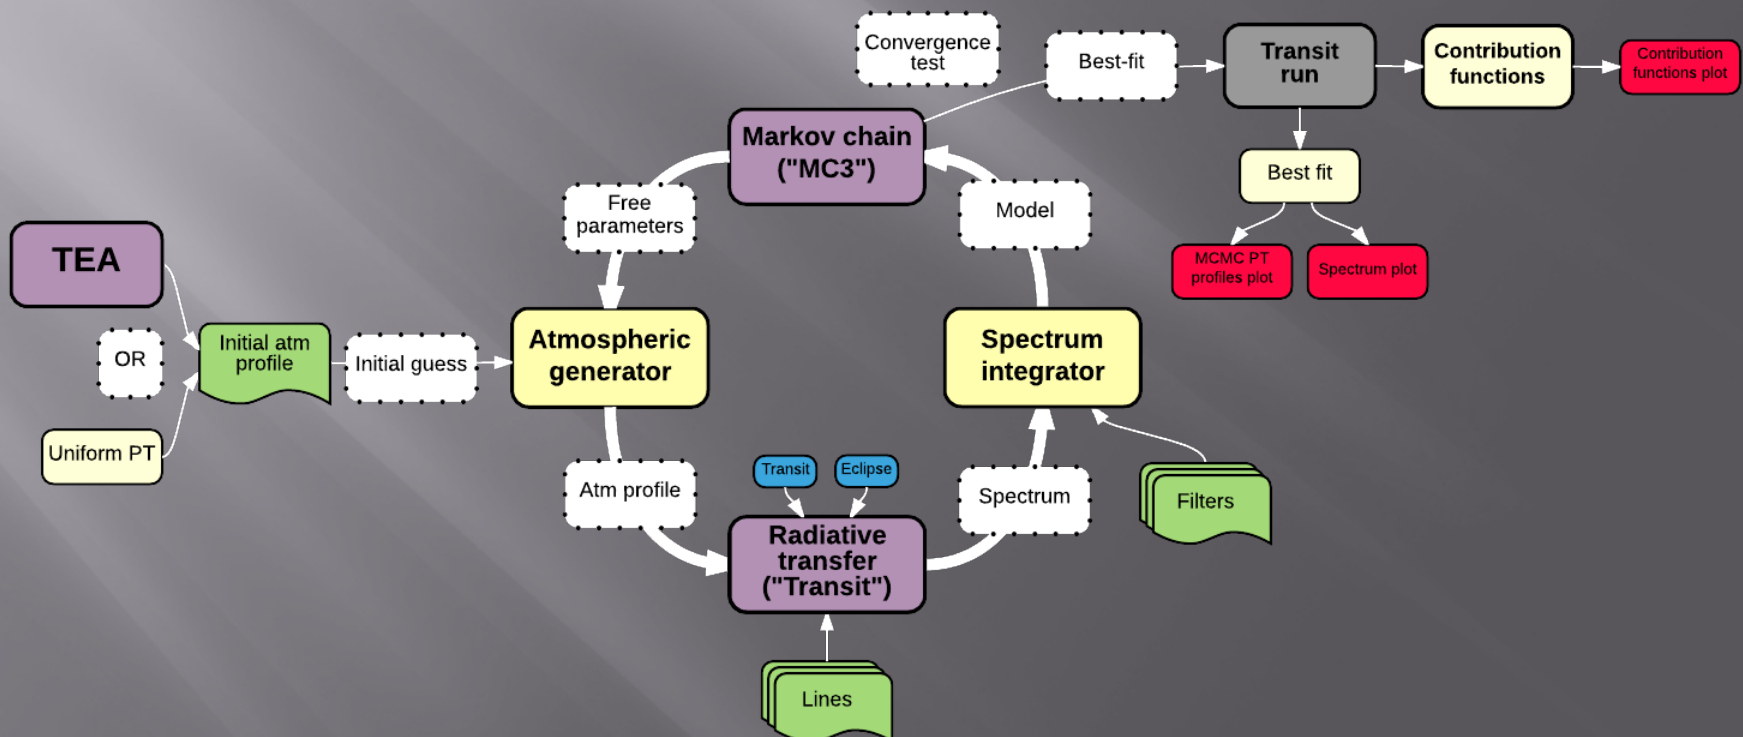 Convergence
test
Best-fit
Transit
run
Contribution
functions
Contribution
functions plot
Markov chain
("MC3")
Free
parameters
Model
Best fit
MCMC PT
profiles plot
Spectrum plot
TEA
OR
Uniform PT
Initial atm
profile
Initial guess
Atmospheric
generator
Spectrum
integrator
Atm profile
Transit
Eclipse
Spectrum
Filters
Radiative
transfer
("Transit")
Lines